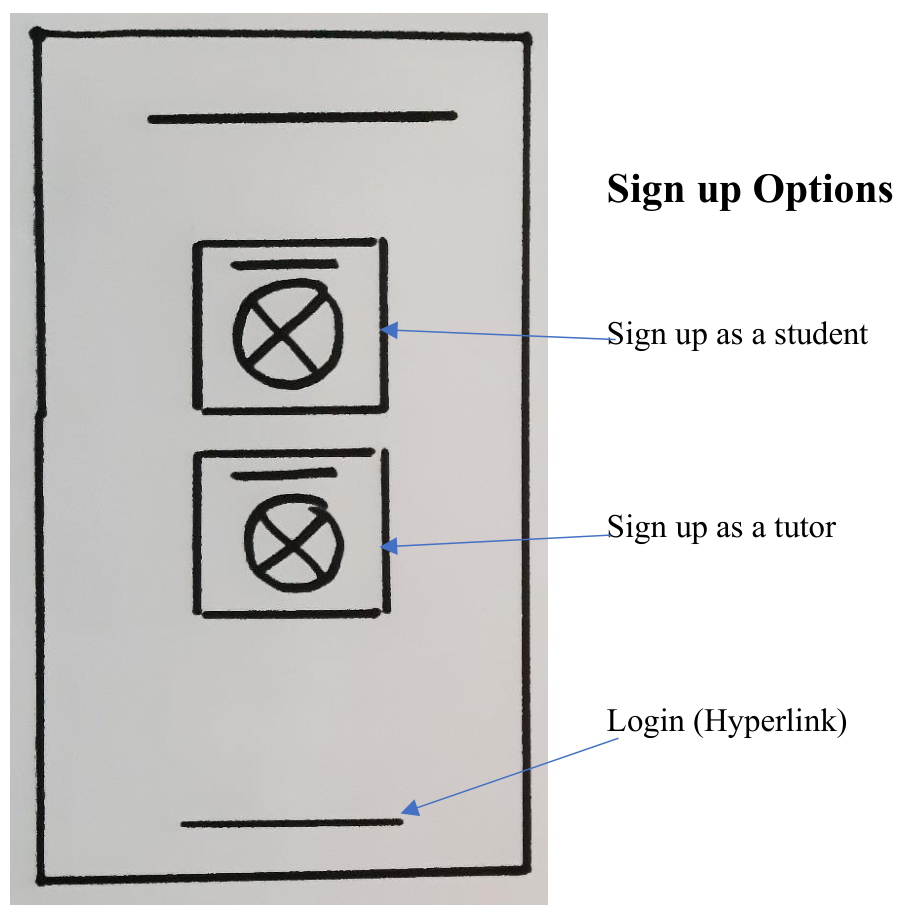 Sign up Options
Sign up as a student
Sign up as a tutor
Login (Hyperlink)